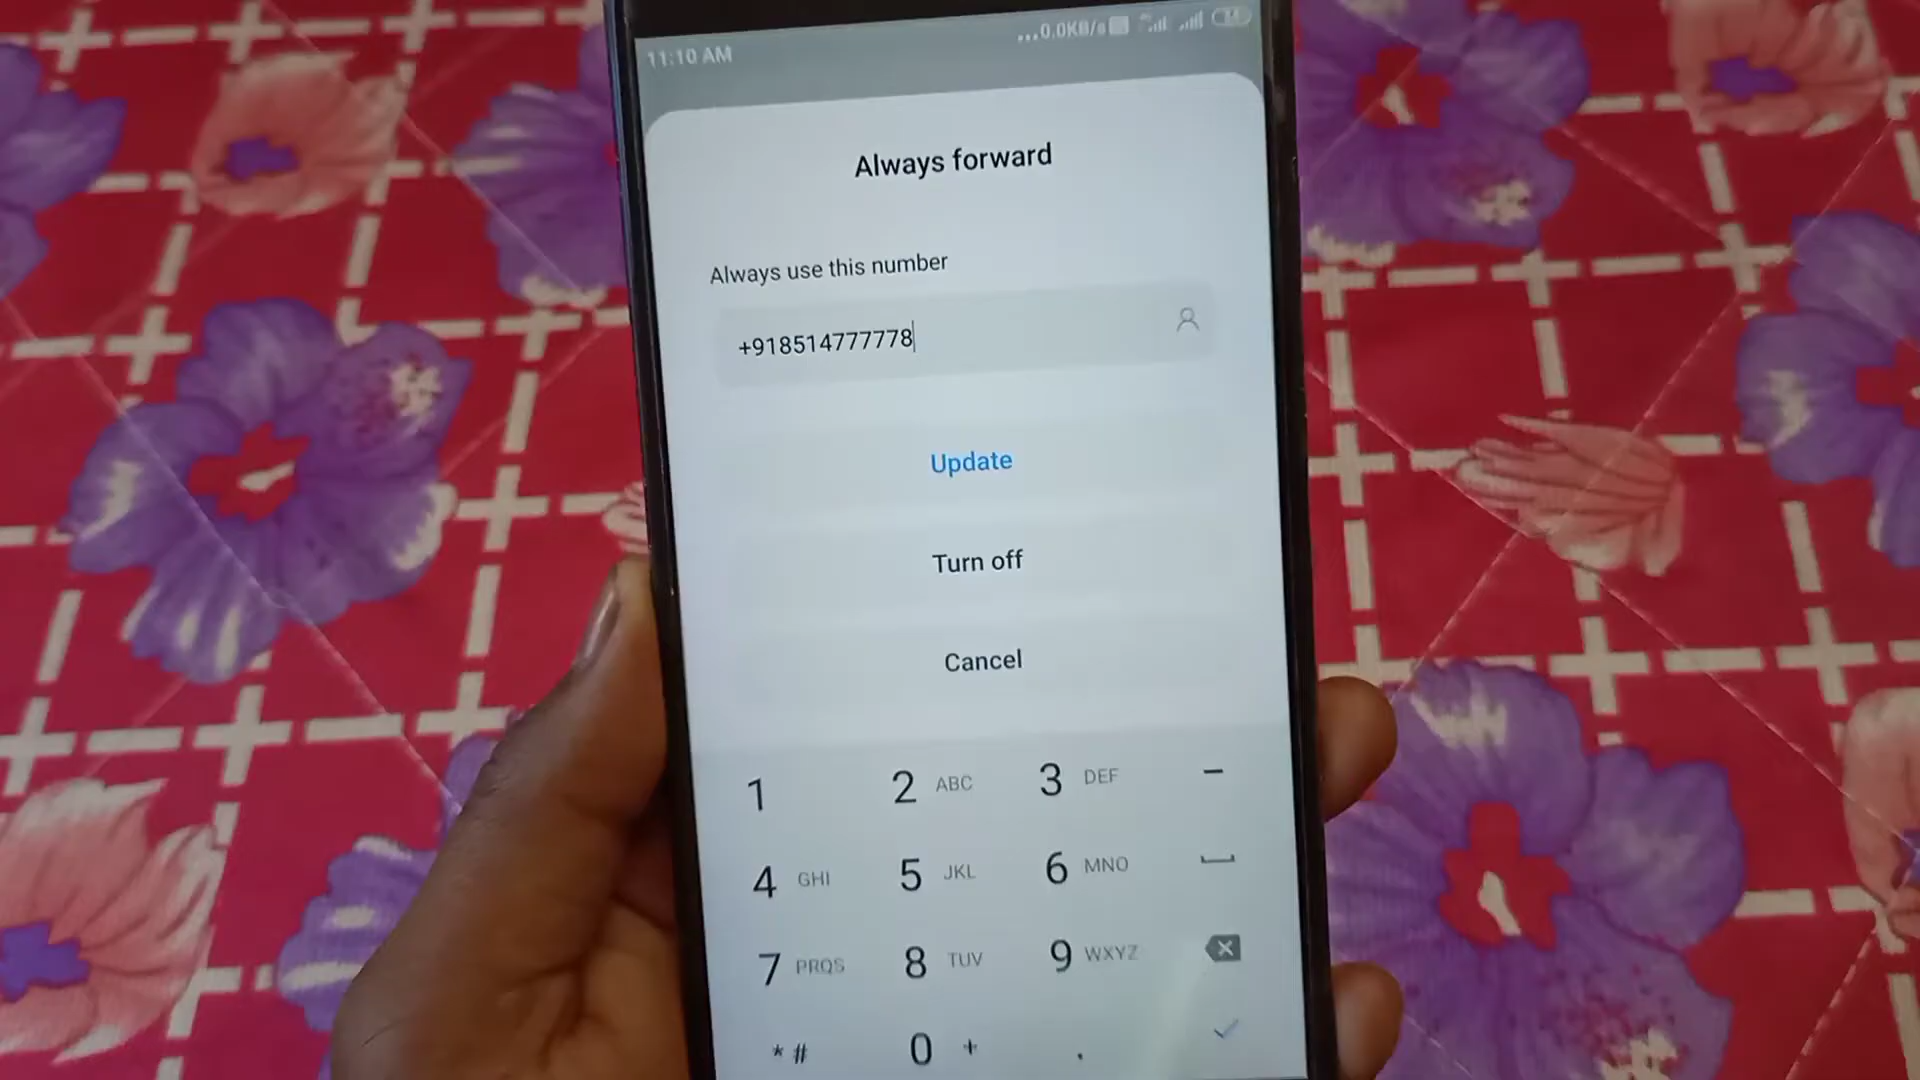 11:10 AM ...0.0KB/s
Always forward
Always use this number
+918514777778
Update
Turn off
Cancel
1 2 ABC 3 DEF -
4 GHI 5 JKL 6 MNO
7 PRQS 8 TUV 9 WXYZ
* # 0 + .